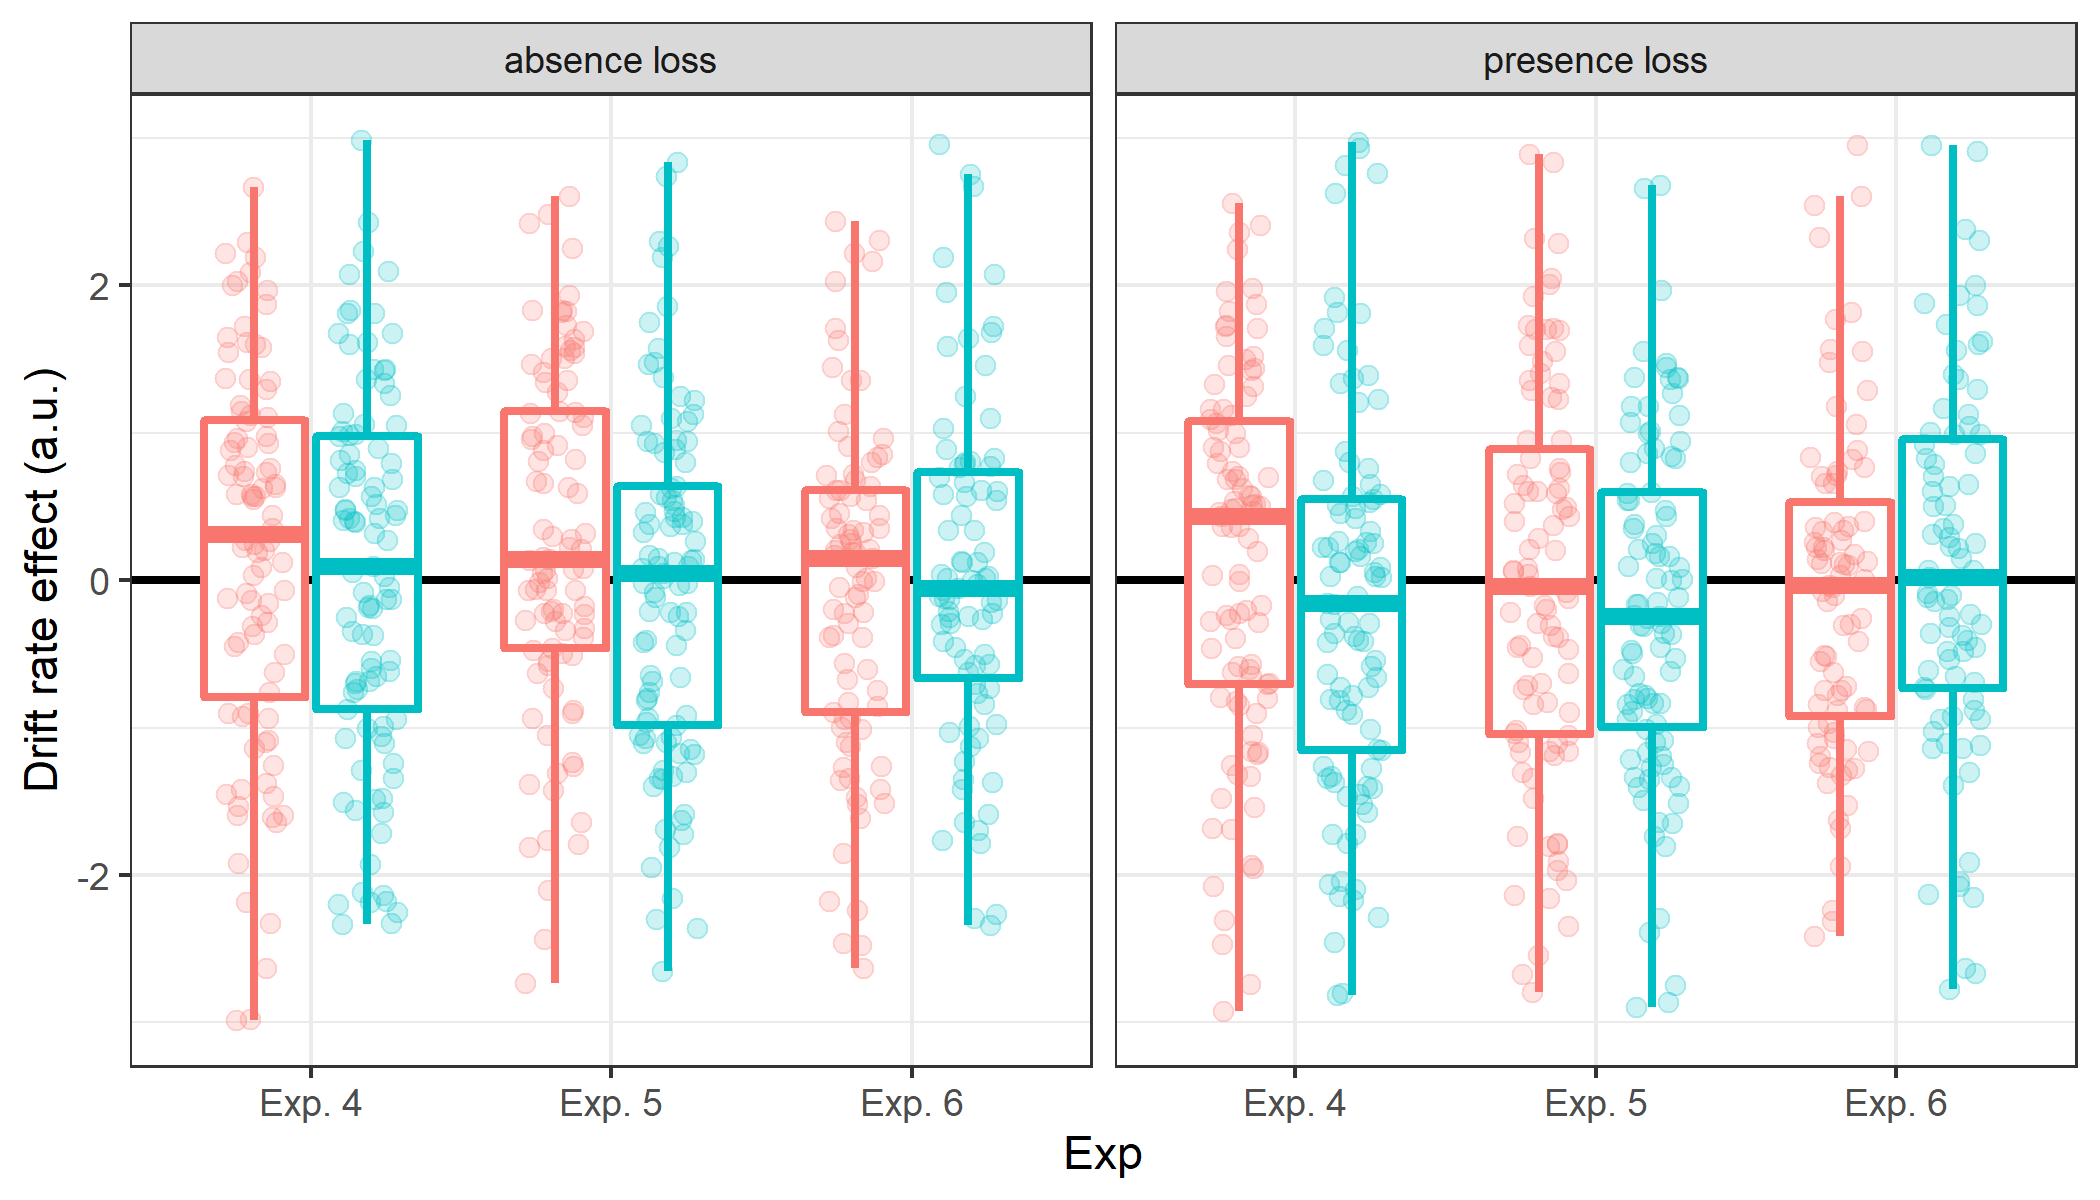 absence loss
presence loss
Drift rate effect (a.u.)
2
0
-2
Exp. 4
Exp. 5
Exp. 6
Exp. 4
Exp. 5
Exp. 6
Exp